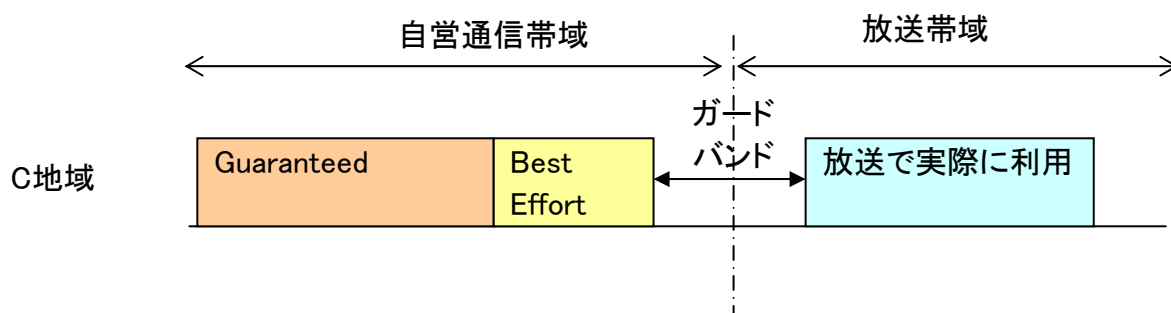 自営通信帯域
放送帯域
ガード
バンド
C地域
Guaranteed
Best
Effort
放送で実際に利用